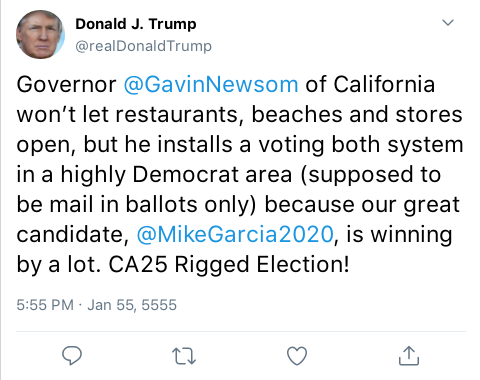 Donald J. Trump
@realDonaldTrump
Governor @GavinNewsom of California
won’t let restaurants, beaches and stores
open, but he installs a voting both system
in a highly Democrat area (supposed to
be mail in ballots only) because our great
candidate, @MikeGarcia2020, is winning
by a lot. CA25 Rigged Election!
5:55 PM · Jan 55, 5555